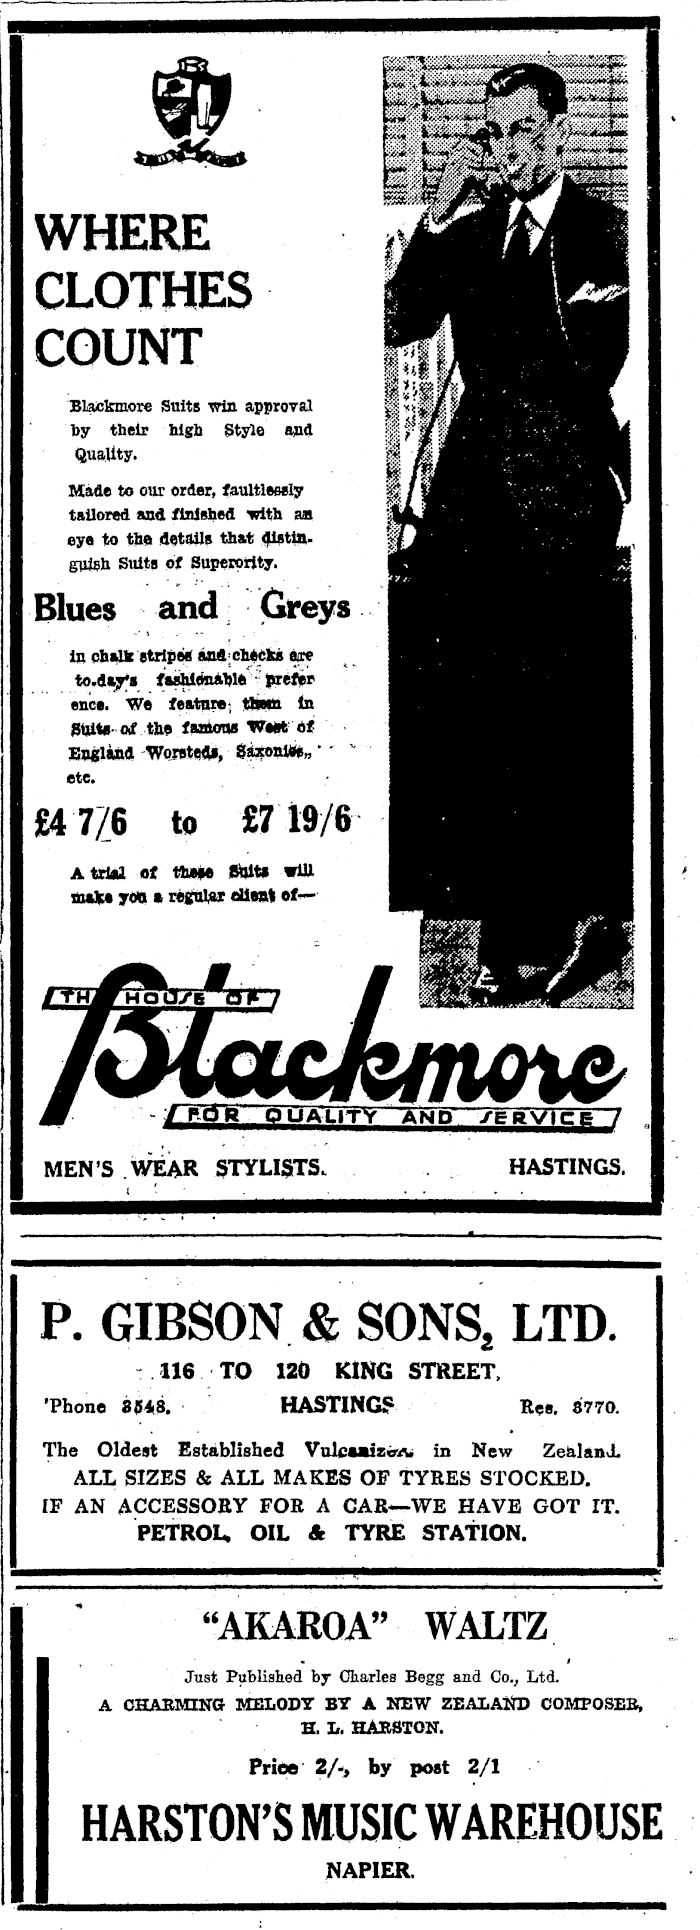 WHERE
CLOTHES
COUNT
Blackmore Suits win approval
by their high Style and
Quality.
Made to our order, faultlessly
tailored and finished with an
eye to the details that distin-
guish Suits of Superority.
Blues and Greys
in chalk stripes and checks are
to-day's fashionable prefer
ence. We feature them in
Suits of the famous West of
England Worsteds, Saxonies,
etc.
£4 7/6 to £7 19/6
A trial of these Suits will
make you a regular client of—
THE HOUSE OF
Blackmore
FOR QUALITY AND SERVICE
MEN'S WEAR STYLISTS. HASTINGS.
P. GIBSON & SONS, LTD.
116 TO 120 KING STREET,
'Phone 3548. HASTINGS Res. 3770.
The Oldest Established Vulcanizers in New Zealand.
ALL SIZES & ALL MAKES OF TYRES STOCKED.
IF AN ACCESSORY FOR A CAR—WE HAVE GOT IT.
PETROL, OIL & TYRE STATION.
"AKAROA" WALTZ
Just Published by Charles Begg and Co., Ltd.
A CHARMING MELODY BY A NEW ZEALAND COMPOSER,
H. L. HARSTON.
Price 2/-, by post 2/1
HARSTON'S MUSIC WAREHOUSE
NAPIER.